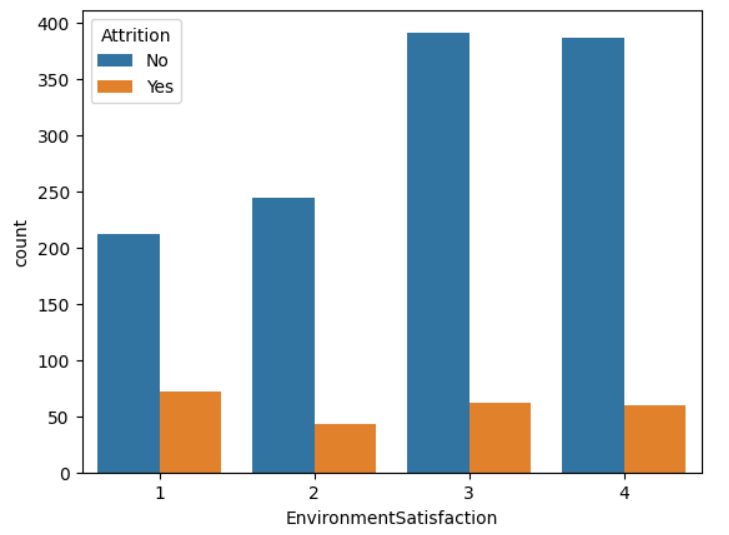 Attrition
No
Yes
400
350
300
250
200
150
100
50
0
count
1 2 3 4
EnvironmentSatisfaction